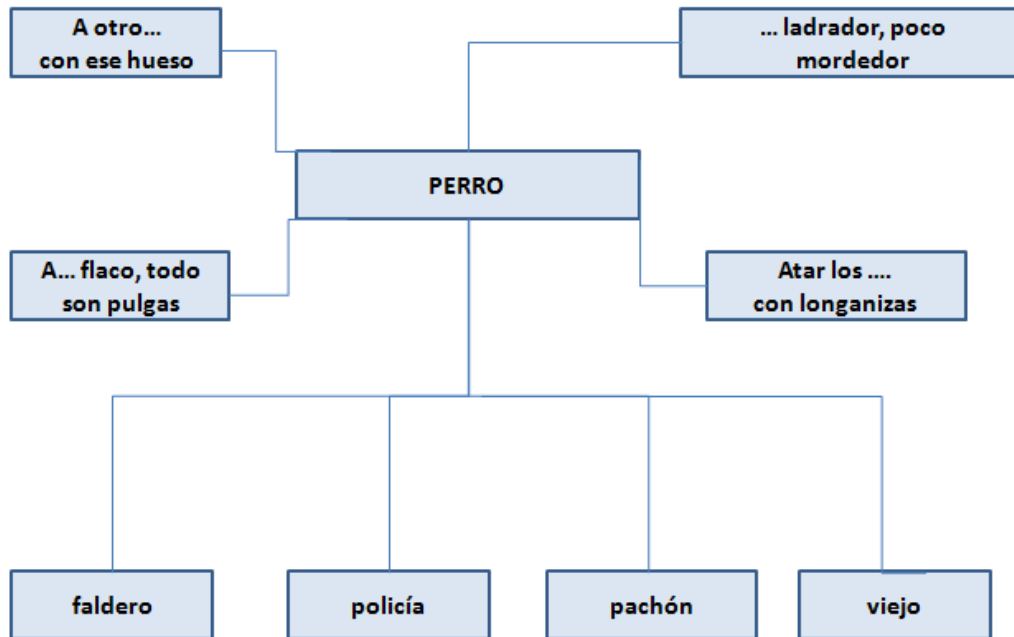 A otro...
con ese hueso
... ladrador, poco
mordedor
PERRO
A... flaco, todo
son pulgas
Atar los ....
con longanizas
faldero
policía
pachón
viejo